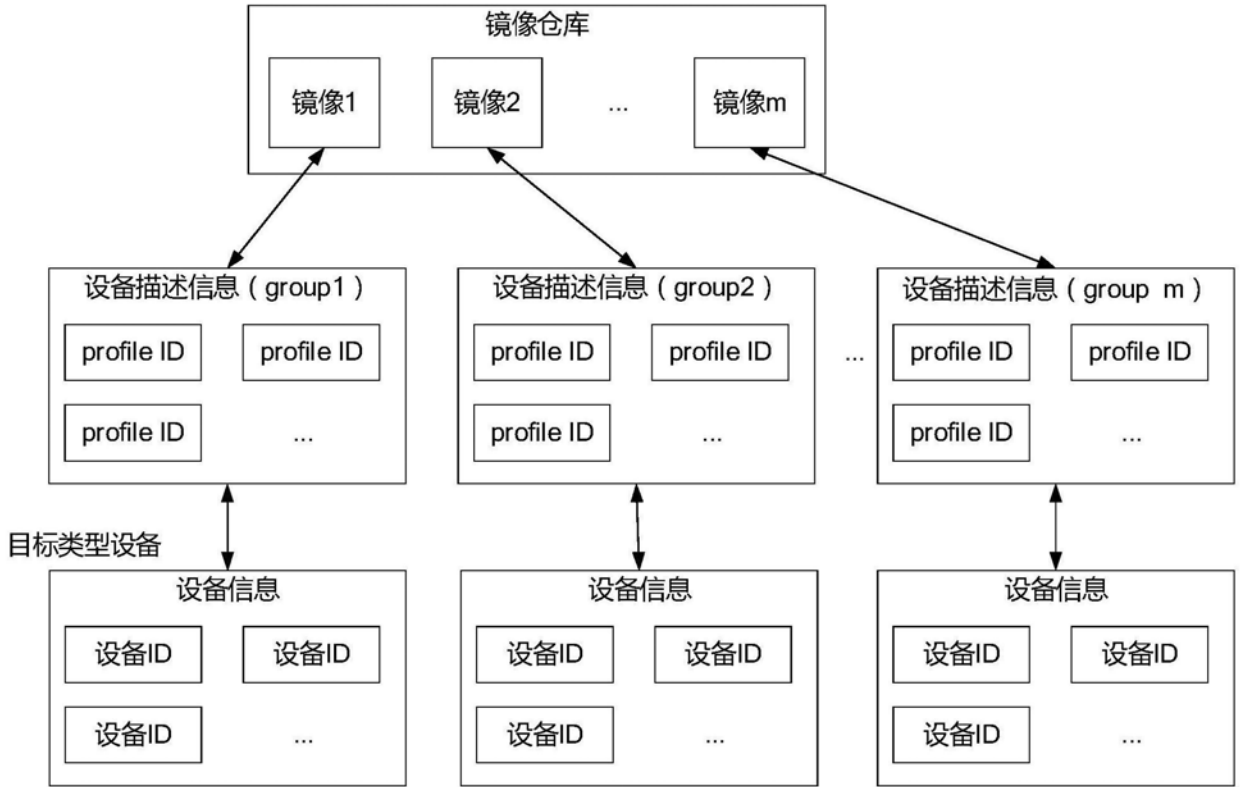 镜像仓库
镜像1 镜像2 ... 镜像m
设备描述信息（group1） 设备描述信息（group2） 设备描述信息（group m）
profile ID profile ID profile ID profile ID ... profile ID profile ID
profile ID ... profile ID ... profile ID ...
目标类型设备
设备信息 设备信息 设备信息
设备ID 设备ID 设备ID 设备ID 设备ID 设备ID
设备ID ... 设备ID ... 设备ID ...